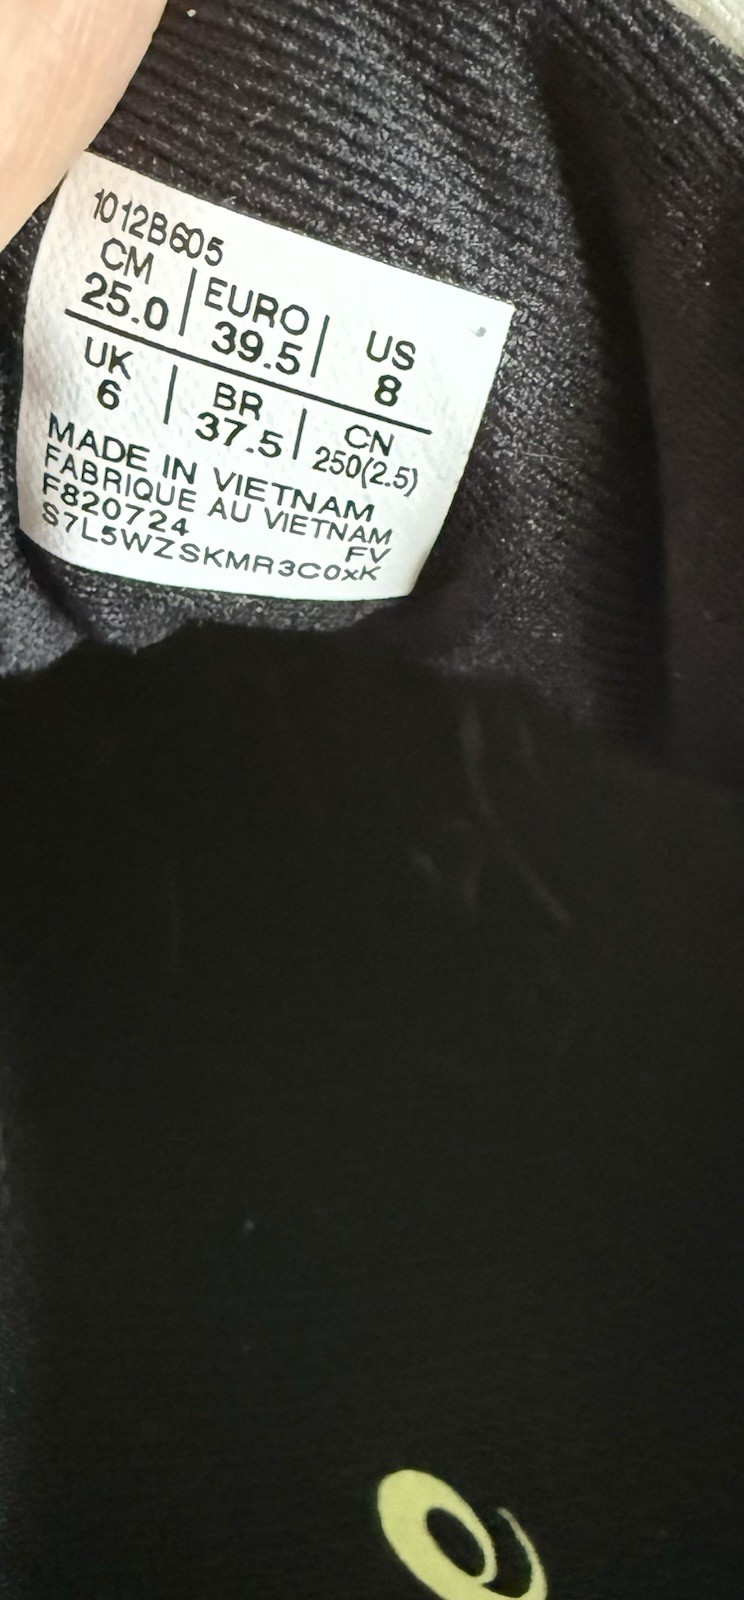 1012B605
CM 25.0 | EURO 39.5 | US 8
UK 6 | BR 37.5 | CN 250(2.5)
MADE IN VIETNAM
FABRIQUE AU VIETNAM
F820724 FV
S7L5WZSKMR3C0xK